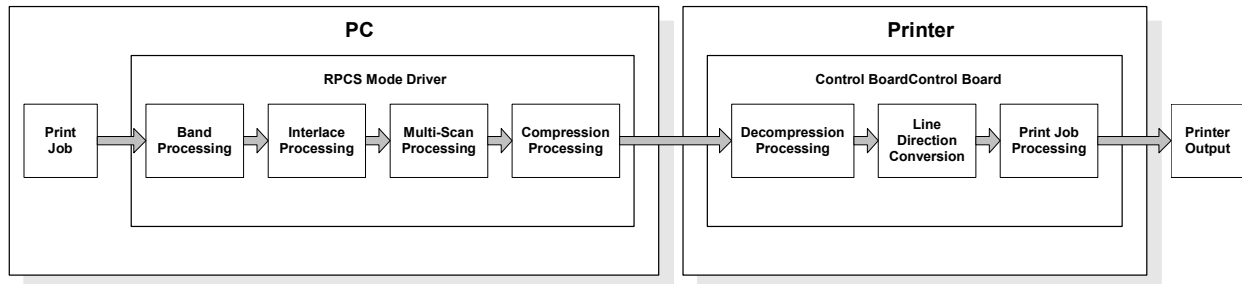 PC
Printer
RPCS Mode Driver
Control BoardControl Board
Print
Job
Band
Processing
Interlace
Processing
Multi-Scan
Processing
Compression
Processing
Decompression
Processing
Line
Direction
Conversion
Print Job
Processing
Printer
Output